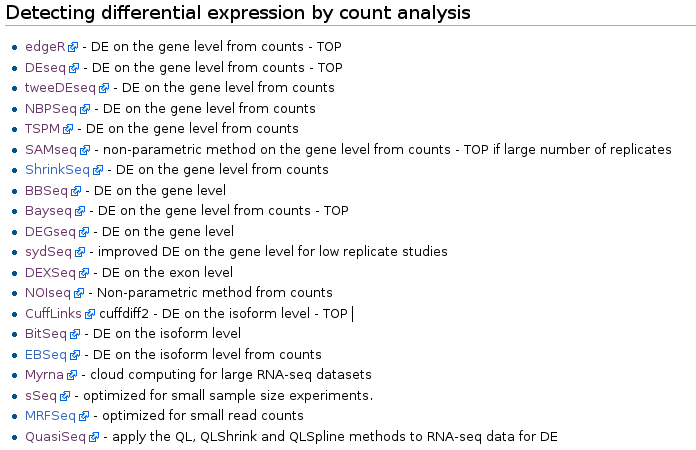 Detecting differential expression by count analysis
edgeR - DE on the gene level from counts - TOP
DEseq - DE on the gene level from counts - TOP
tweeDEseq - DE on the gene level from counts
NBPSeq - DE on the gene level from counts
TSPM - DE on the gene level from counts
SAMseq - non-parametric method on the gene level from counts - TOP if large number of replicates
ShrinkSeq - DE on the gene level from counts
BBSeq - DE on the gene level
Bayseq - DE on the gene level from counts - TOP
DEGseq - DE on the gene level
sydSeq - improved DE on the gene level for low replicate studies
DEXSeq - DE on the exon level
NOIseq - Non-parametric method from counts
CuffLinks cuffdiff2 - DE on the isoform level - TOP
BitSeq - DE on the isoform level
EBSeq - DE on the isoform level from counts
Myrna - cloud computing for large RNA-seq datasets
sSeq - optimized for small sample size experiments.
MRFSeq - optimized for small read counts
QuasiSeq - apply the QL, QLShrink and QLSpline methods to RNA-seq data for DE